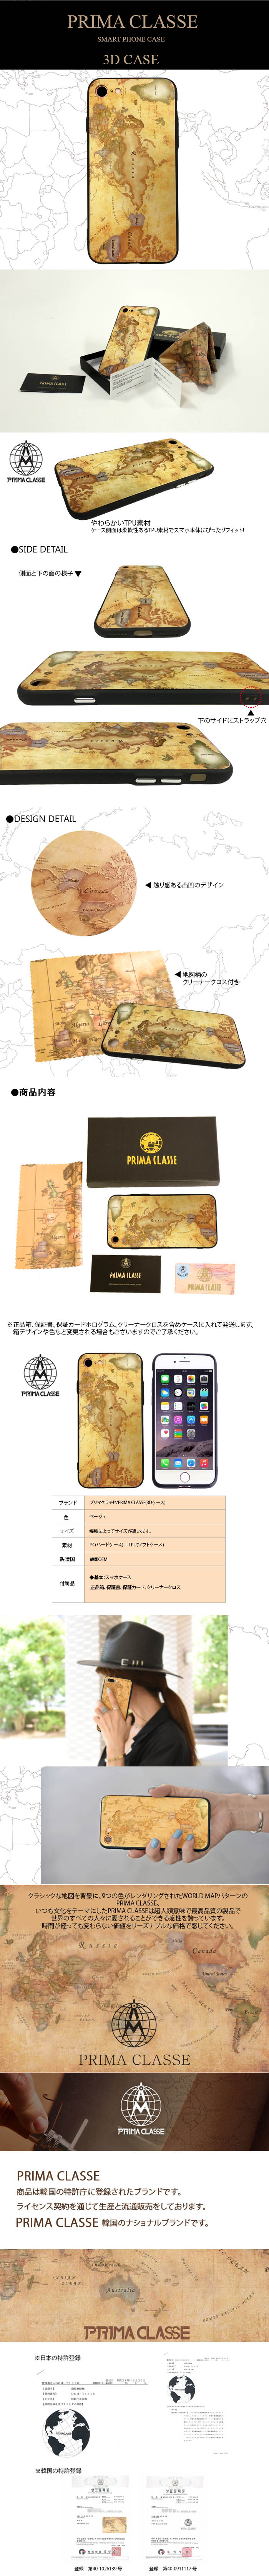 PRIMA CLASSE
SMART PHONE CASE
3D CASE
PRIMA CLASSE
PRIMA CLASSE
やわらかいTPU素材
ケース側面は柔軟性あるTPU素材でスマホ本体にぴったりフィット!
●SIDE DETAIL
側面と下の面の様子▼
▲
下のサイドにストラップ穴
●DESIGN DETAIL
Canada
◀ 触り感ある凸凹のデザイン
◀ 地図柄の
クリーナークロス付き
●商品内容
PRIMA CLASSE
PRIMA CLASSE
※正品箱、保証書、保証カードホログラム、クリーナークロスを含めケースに入れて発送します。
箱デザインや色など変更される場合もございますのでご了承ください。
PRIMA CLASSE
ブランド プリマクラッセ/PRIMA CLASSE(3Dケース)
色 ベージュ
サイズ 機種によってサイズが違います。
素材 PC(ハードケース) + TPU(ソフトケース)
製造国 韓国OEM
付属品 ◆基本:スマホケース
正品箱、保証書、保証カード、クリーナークロス
クラシックな地図を背景に、9つの色がレンダリングされたWORLD MAPパターンの
PRIMA CLASSE,
いつも文化をテーマにしたPRIMA CLASSEは超人類意味で最高品質の製品で
世界のすべての人々に愛されることができる感性を誇っています。
時間が経っても変わらない価値をリーズナブルな価格で感じてください。
Russia
Canada
United States
PRIMA CLASSE
PRIMA CLASSE
PRIMA CLASSE
商品は韓国の特許庁に登録されたブランドです。
ライセンス契約を通じて生産と流通販売をしております。
PRIMA CLASSE 韓国のナショナルブランドです。
INDIAN
OCEAN
Australia
SOUTH PACIFIC OCEAN
PRIMA CLASSE
※日本の特許登録
※韓国の特許登録
登録 第40-1026139 号
登録 第40-0911117 号